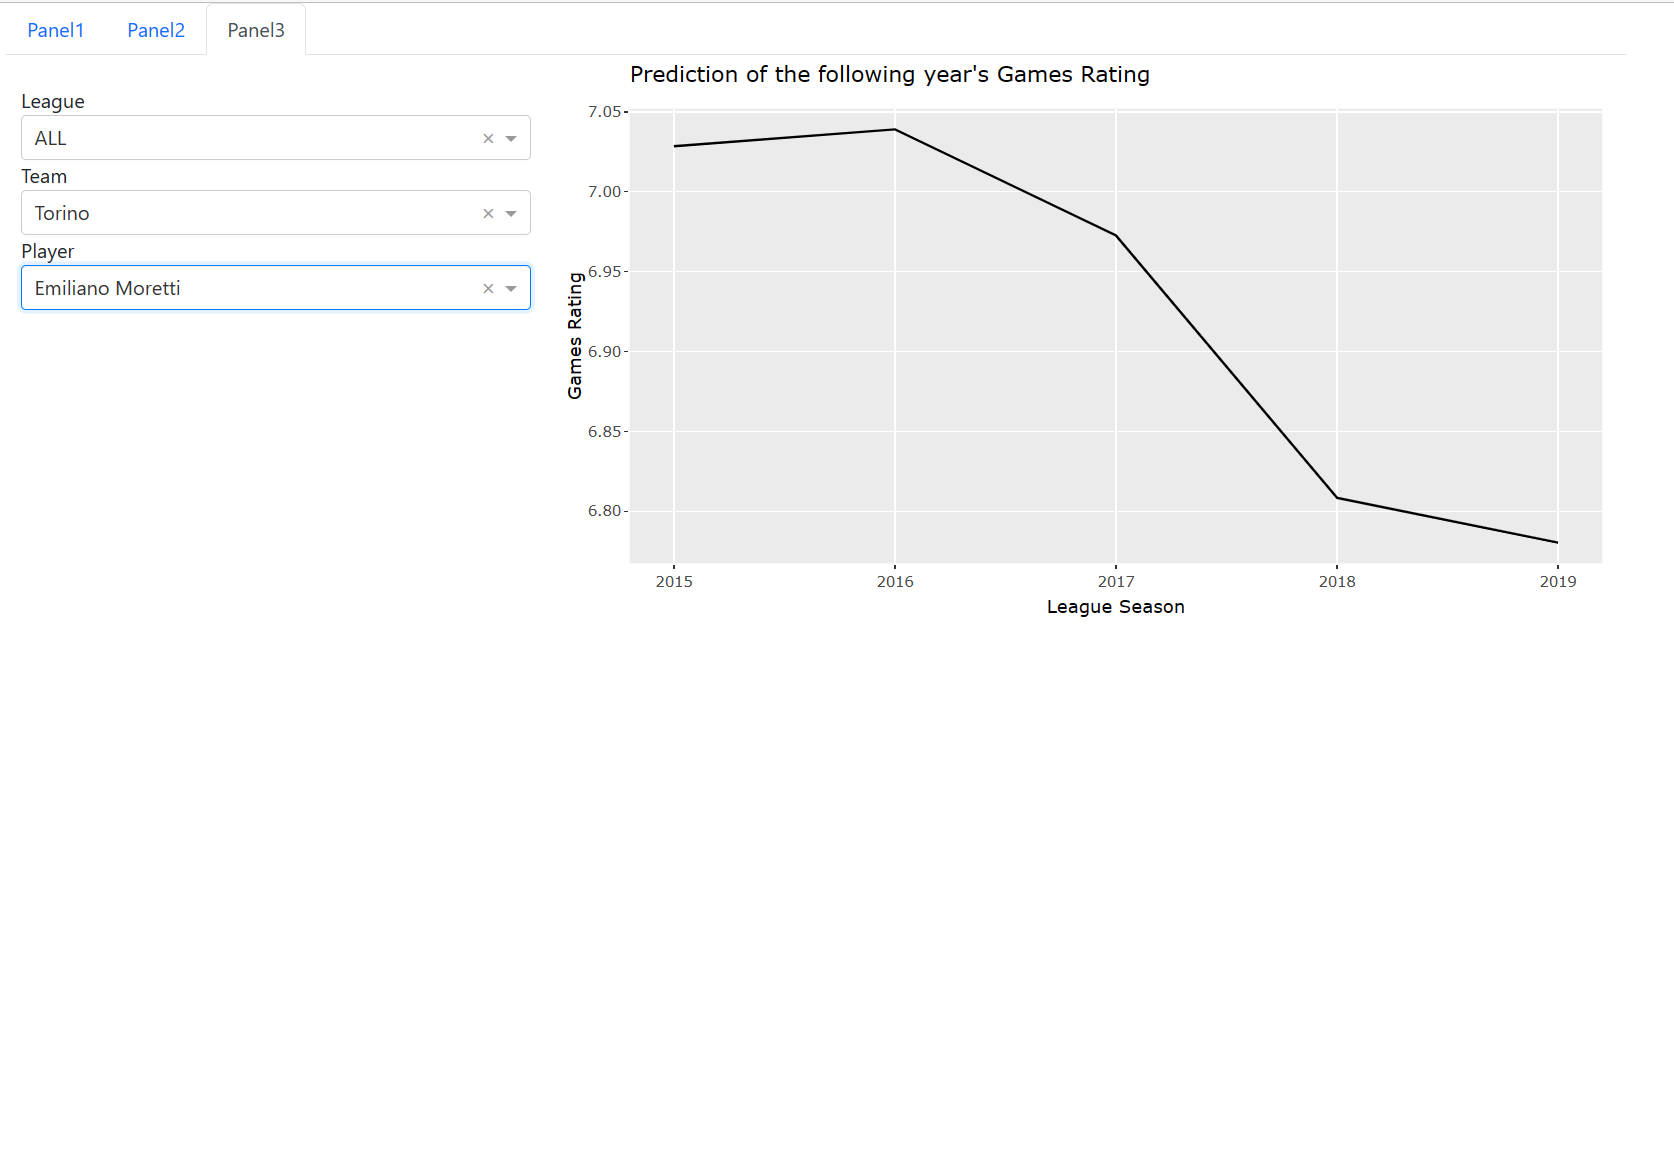 Panel1 Panel2 Panel3
League
ALL
Team
Torino
Player
Emiliano Moretti
Prediction of the following year's Games Rating
7.05
7.00
6.95
6.90
6.85
6.80
Games Rating
2015 2016 2017 2018 2019
League Season